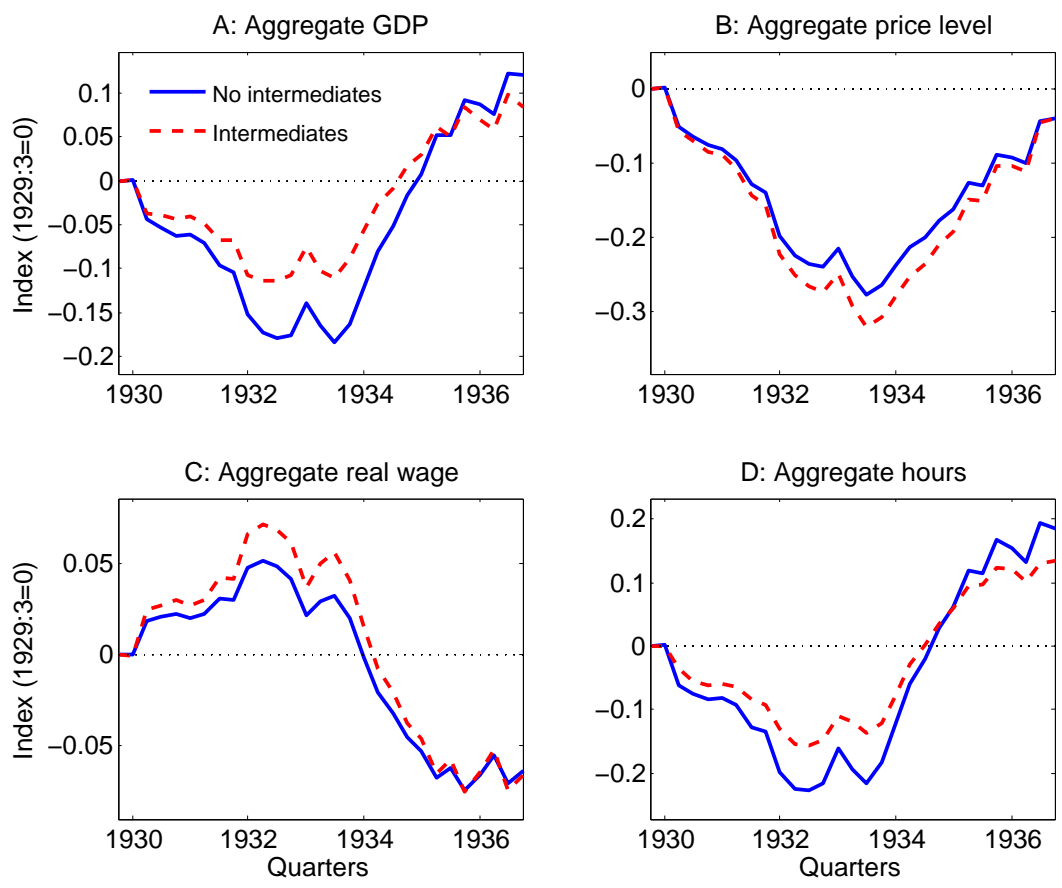 A: Aggregate GDP
Index (1929:3=0)
0.1
0.05
0
−0.05
−0.1
−0.15
−0.2
No intermediates
Intermediates
1930 1932 1934 1936
B: Aggregate price level
0
−0.1
−0.2
−0.3
1930 1932 1934 1936
C: Aggregate real wage
Index (1929:3=0)
0.05
0
−0.05
1930 1932 1934 1936
Quarters
D: Aggregate hours
0.2
0.1
0
−0.1
−0.2
1930 1932 1934 1936
Quarters